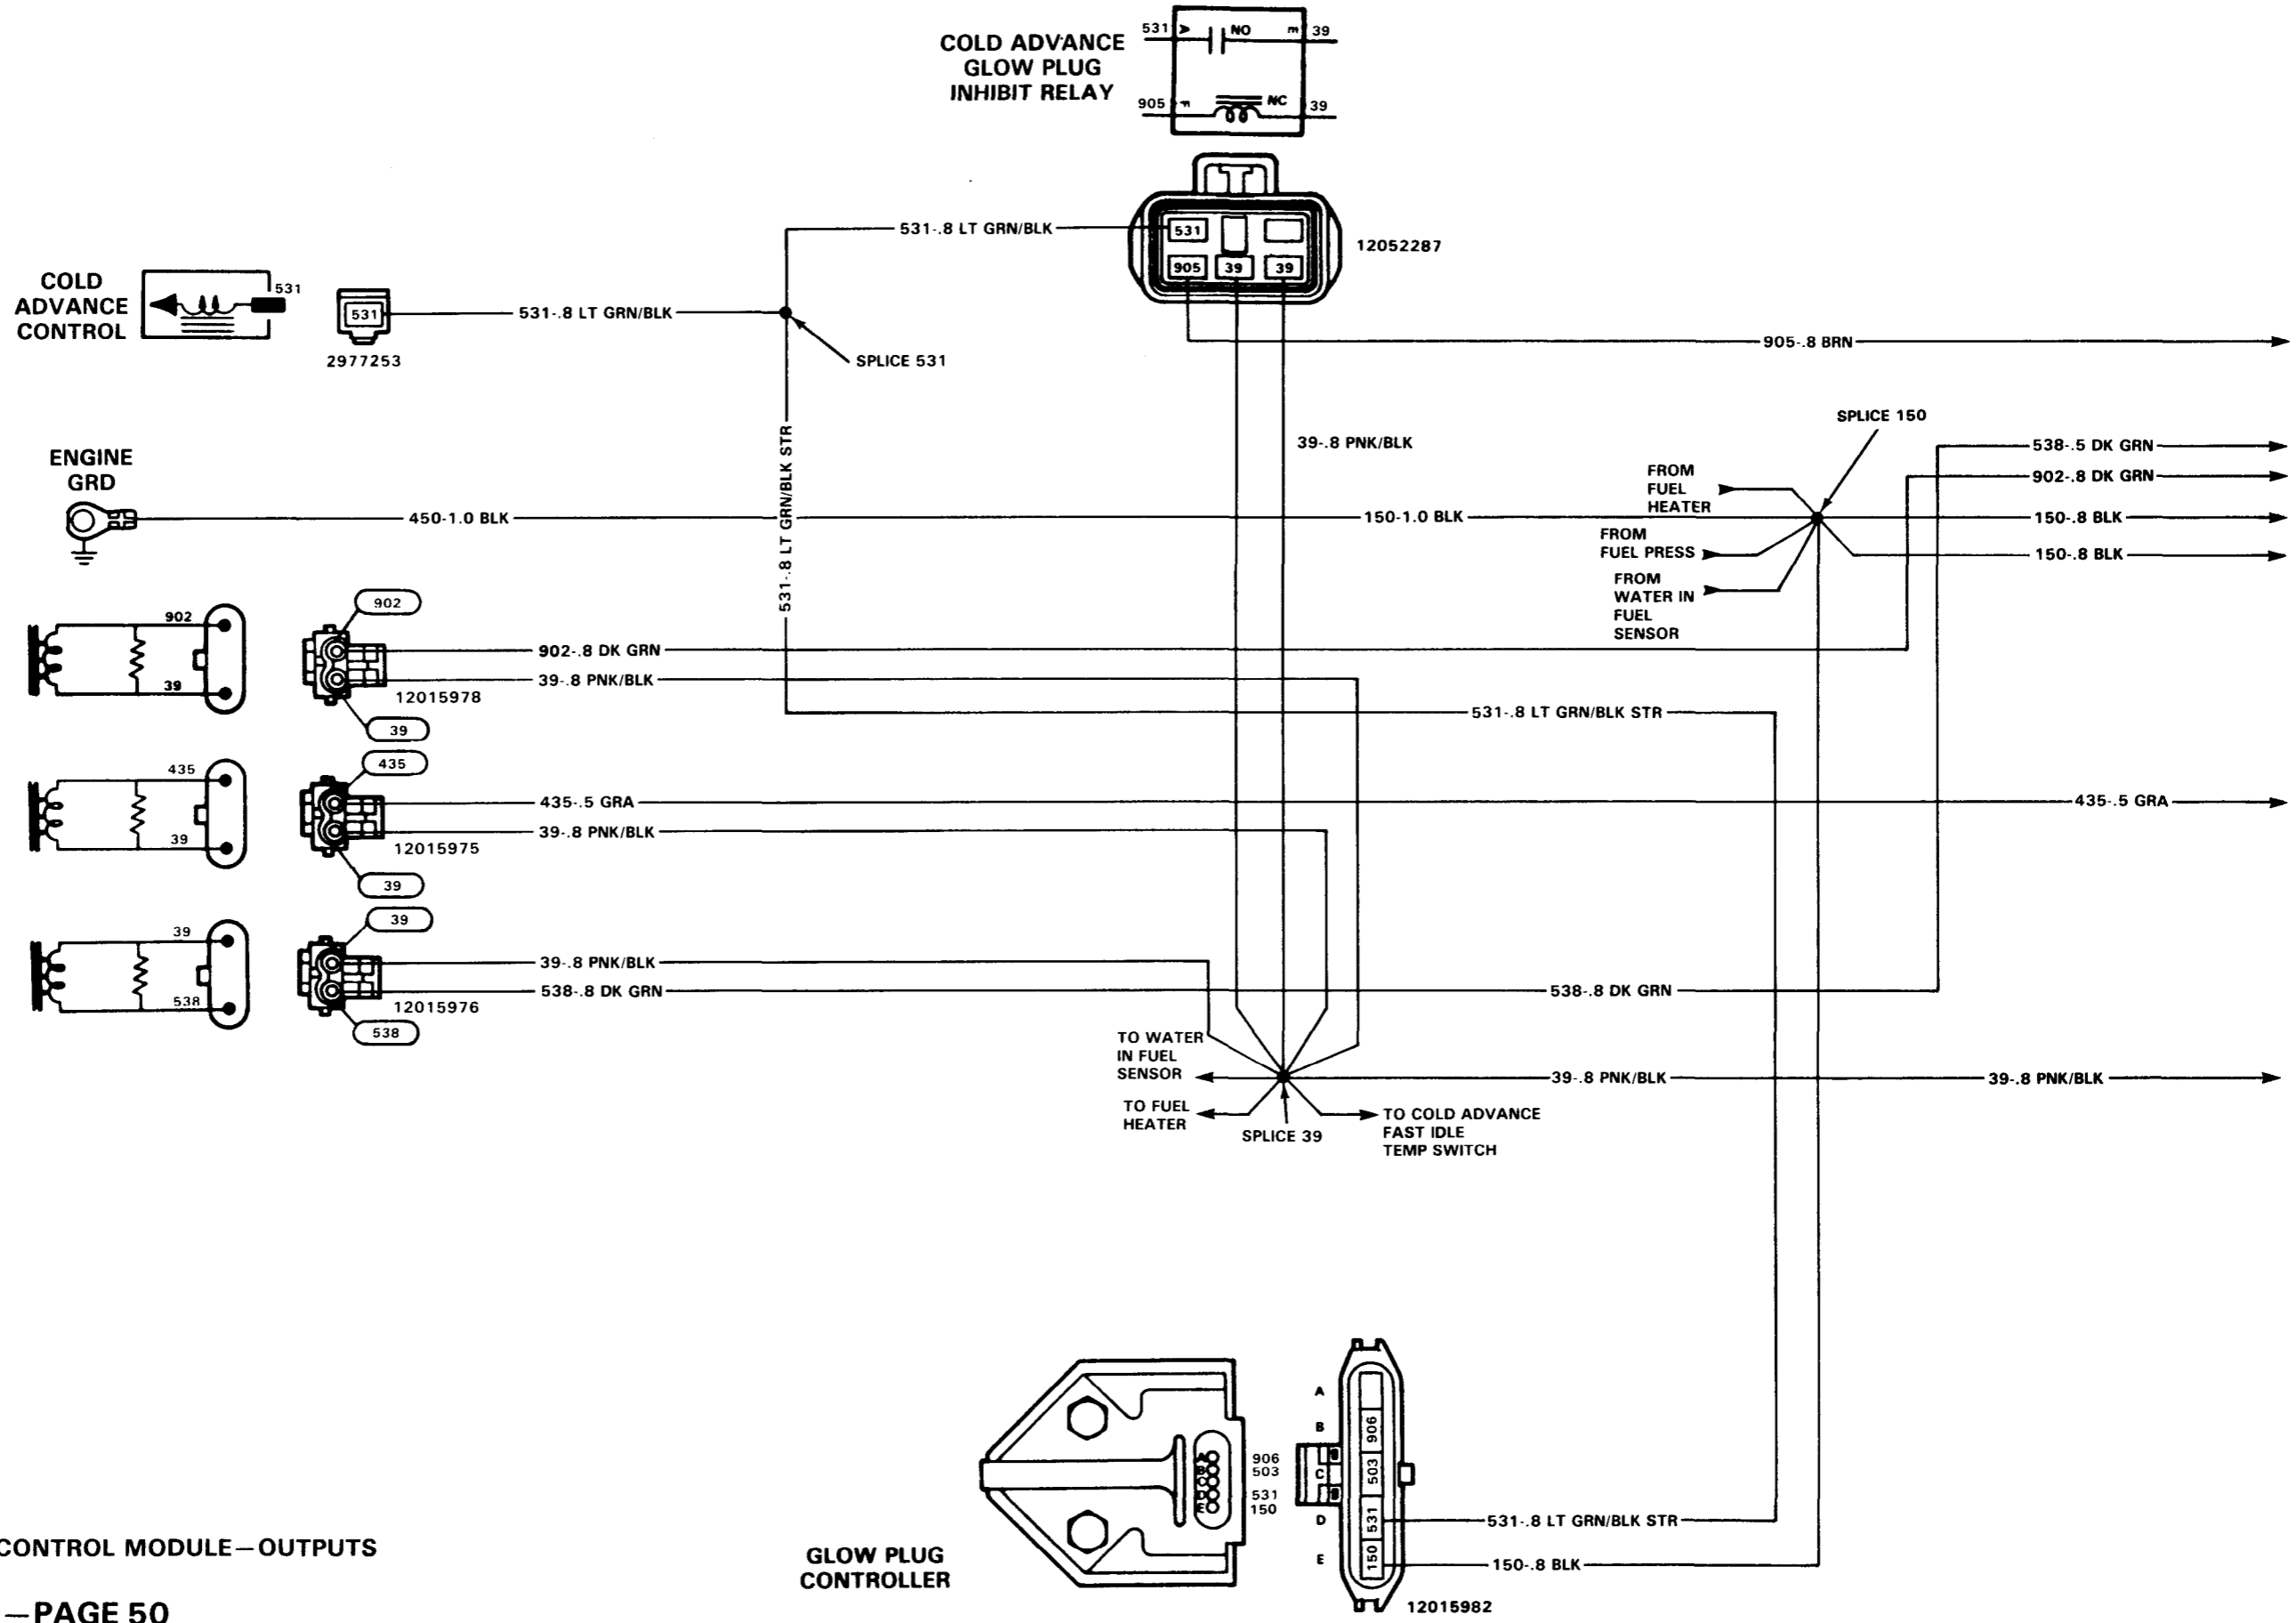 COLD ADVANCE
GLOW PLUG
INHIBIT RELAY
531 A NO E 39
905 F NC 39
531
905 39 39
12052287
531-.8 LT GRN/BLK
COLD
ADVANCE
CONTROL
531
531
2977253
531-.8 LT GRN/BLK
SPLICE 531
905-.8 BRN
531-.8 LT GRN/BLK STR
39-.8 PNK/BLK
SPLICE 150
538-.5 DK GRN
902-.8 DK GRN
150-.8 BLK
150-.8 BLK
FROM
FUEL
HEATER
FROM
FUEL PRESS
FROM
WATER IN
FUEL
SENSOR
ENGINE
GRD
450-1.0 BLK
150-1.0 BLK
902
39
902
39
12015978
902-.8 DK GRN
39-.8 PNK/BLK
531-.8 LT GRN/BLK STR
435
39
435
39
12015975
435-.5 GRA
435-.5 GRA
39-.8 PNK/BLK
39
538
39
538
12015976
39-.8 PNK/BLK
538-.8 DK GRN
538-.8 DK GRN
TO WATER
IN FUEL
SENSOR
TO FUEL
HEATER
SPLICE 39
TO COLD ADVANCE
FAST IDLE
TEMP SWITCH
39-.8 PNK/BLK
39-.8 PNK/BLK
GLOW PLUG
CONTROLLER
A
B
C
D
E
906
503
531
150
A
B
C
D
E
906
503
531
150
531-.8 LT GRN/BLK STR
150-.8 BLK
12015982
CONTROL MODULE—OUTPUTS
—PAGE 50